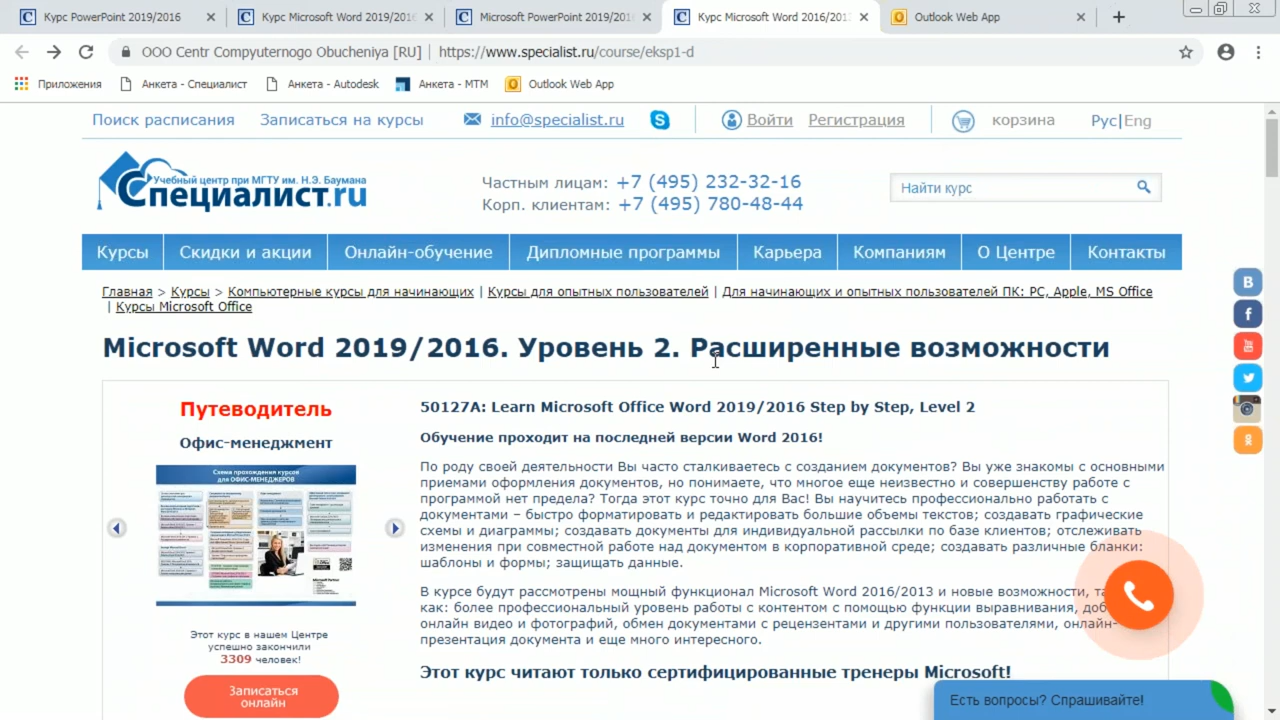 Курс PowerPoint 2019/2016
Курс Microsoft Word 2019/2016
Microsoft PowerPoint 2019/201
Курс Microsoft Word 2016/201
Outlook Web App
OOO Centr Compyuternogo Obucheniya [RU] | https://www.specialist.ru/course/eksp1-d
Приложения
Анкета - Специалист
Анкета - Autodesk
Анкета - МТМ
Outlook Web App
Поиск расписания
Записаться на курсы
info@specialist.ru
Войти
Регистрация
корзина
Рус|Eng
Учебный центр при МГТУ им. Н.Э. Баумана
Специалист.ru
Частным лицам: +7 (495) 232-32-16
Корп. клиентам: +7 (495) 780-48-44
Найти курс
Курсы
Скидки и акции
Онлайн-обучение
Дипломные программы
Карьера
Компаниям
О Центре
Контакты
Главная > Курсы > Компьютерные курсы для начинающих | Курсы для опытных пользователей | Для начинающих и опытных пользователей ПК: PC, Apple, MS Office
| Курсы Microsoft Office
Microsoft Word 2019/2016. Уровень 2. Расширенные возможности
Путеводитель
Офис-менеджмент
Схема прохождения курсов
для ОФИС-МЕНЕДЖЕРОВ
Этот курс в нашем Центре
успешно закончили
3309 человек!
Записаться
онлайн
50127A: Learn Microsoft Office Word 2019/2016 Step by Step, Level 2
Обучение проходит на последней версии Word 2016!
По роду своей деятельности Вы часто сталкиваетесь с созданием документов? Вы уже знакомы с основными
приемами оформления документов, но понимаете, что многое еще неизвестно и совершенству работе с
программой нет предела? Тогда этот курс точно для Вас! Вы научитесь профессионально работать с
документами – быстро форматировать и редактировать большие объемы текстов; создавать графические
схемы и диаграммы; создавать документы для индивидуальной рассылки по базе клиентов; отслеживать
изменения при совместной работе над документом в корпоративной среде; создавать различные бланки:
шаблоны и формы; защищать данные.
В курсе будут рассмотрены мощный функционал Microsoft Word 2016/2013 и новые возможности,
как: более профессиональный уровень работы с контентом с помощью функции выравнивания,
онлайн видео и фотографий, обмен документами с рецензентами и другими пользователями, онлайн-
презентация документа и еще много интересного.
Этот курс читают только сертифицированные тренеры Microsoft!
Есть вопросы? Спрашивайте!